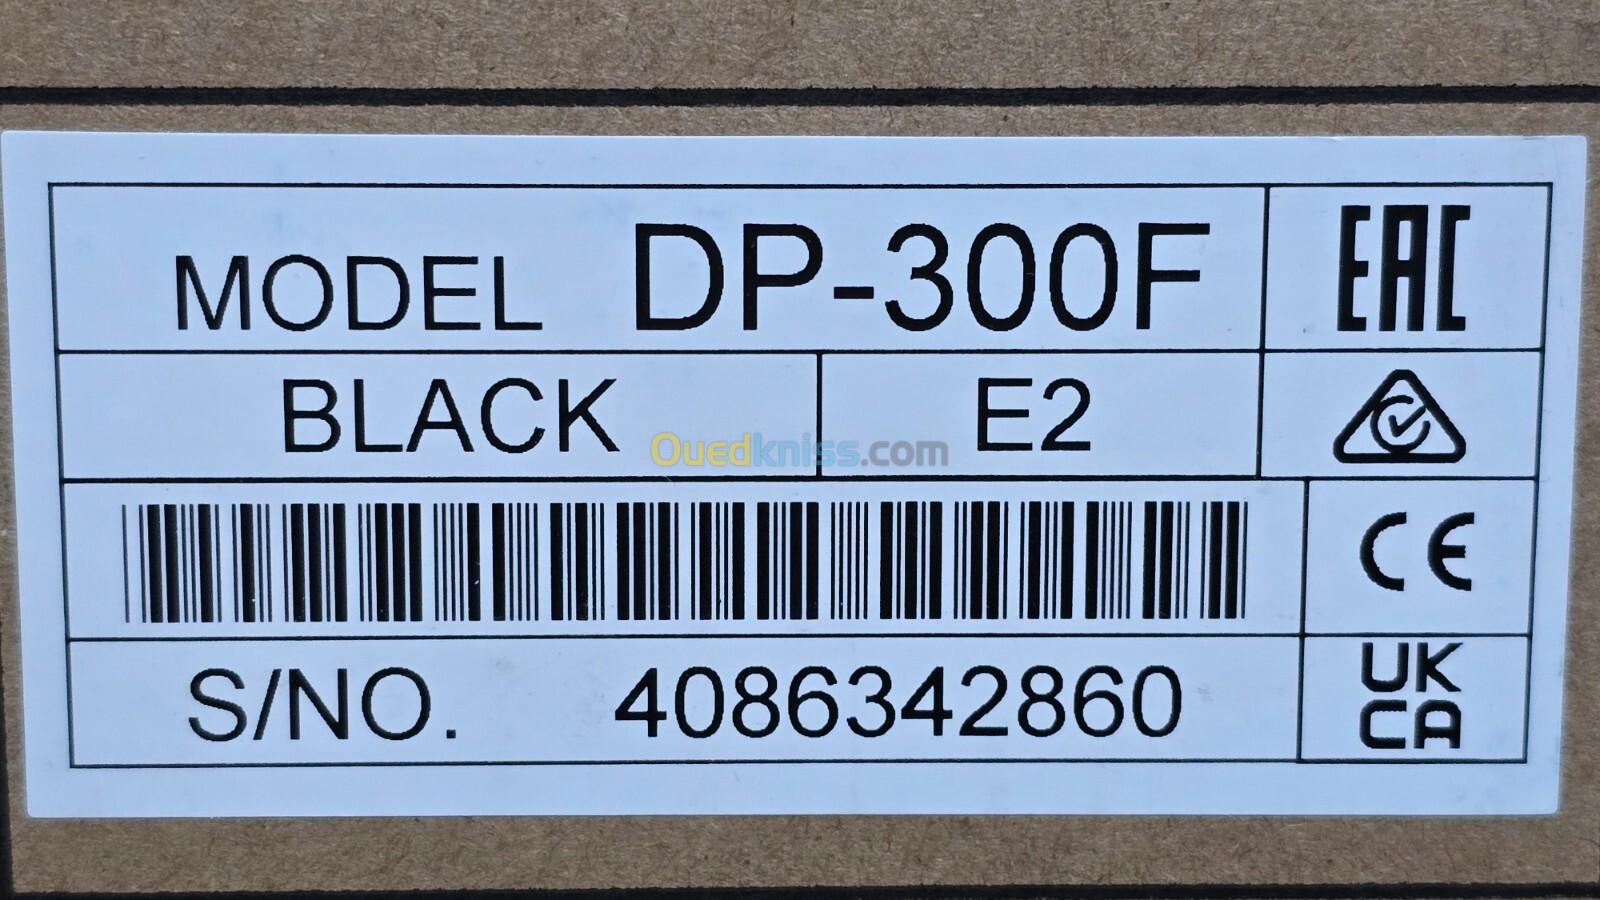 MODEL DP-300F
EAC
BLACK
E2
Ouedkniss.com
CE
S/NO. 4086342860
UK
CA